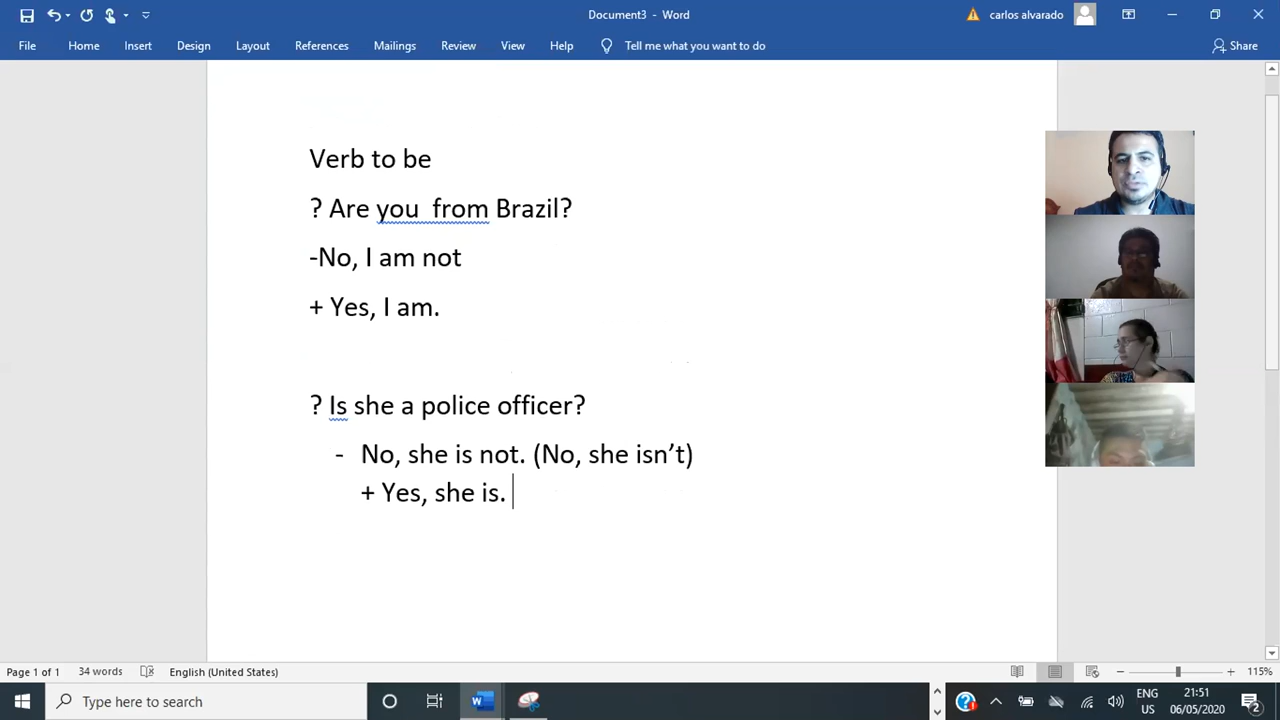 Document3 - Word
carlos alvarado
File Home Insert Design Layout References Mailings Review View Help Tell me what you want to do Share
Verb to be
? Are you  from Brazil?
-No, I am not
+ Yes, I am.
? Is she a police officer?
- No, she is not. (No, she isn’t)
+ Yes, she is.
Page 1 of 1 34 words English (United States) 115%
Type here to search
ENG 21:51
US 06/05/2020 2